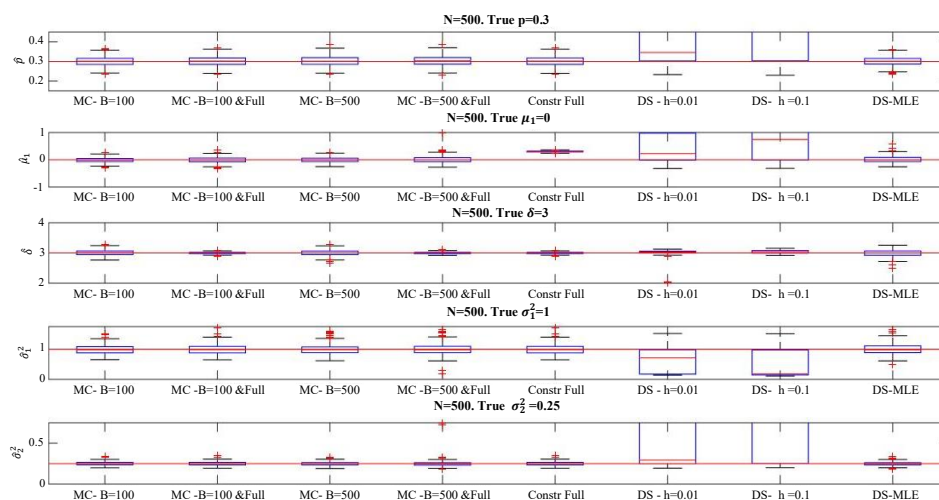 N=500. True p=0.3
0.4
0.3
0.2
p̂
MC- B=100 MC -B=100 &Full MC- B=500 MC -B=500 &Full Constr Full DS - h=0.01 DS- h =0.1 DS-MLE
N=500. True μ₁=0
1
0
-1
μ̂₁
MC- B=100 MC -B=100 &Full MC- B=500 MC -B=500 &Full Constr Full DS - h=0.01 DS- h =0.1 DS-MLE
N=500. True δ=3
4
3
2
δ̂
MC- B=100 MC -B=100 &Full MC- B=500 MC -B=500 &Full Constr Full DS - h=0.01 DS- h =0.1 DS-MLE
N=500. True σ₁²=1
1
0
σ̂₁²
MC- B=100 MC -B=100 &Full MC- B=500 MC -B=500 &Full Constr Full DS - h=0.01 DS- h =0.1 DS-MLE
N=500. True σ₂²=0.25
0.5
0
σ̂₂²
MC- B=100 MC -B=100 &Full MC- B=500 MC -B=500 &Full Constr Full DS - h=0.01 DS- h =0.1 DS-MLE